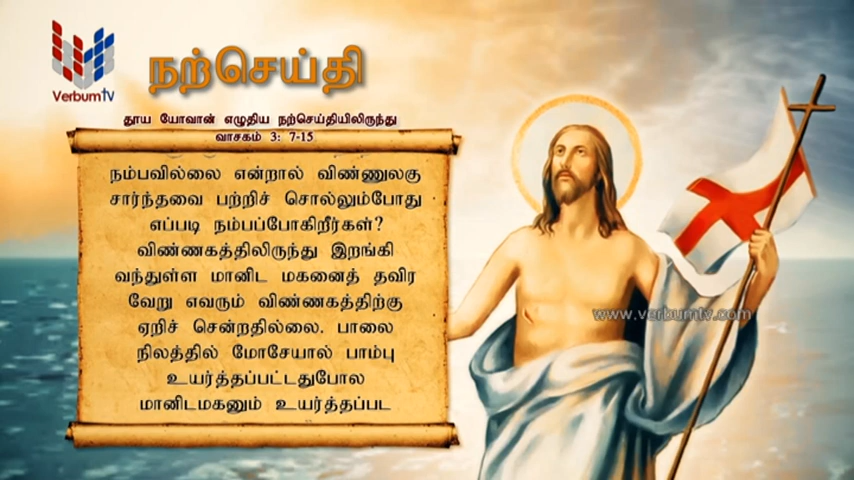 VerbumTV
நற்செய்தி
தூய யோவான் எழுதிய நற்செய்தியிலிருந்து
வாசகம் 3: 7-15
நம்பவில்லை என்றால் விண்ணுலகு
சார்ந்தவை பற்றிச் சொல்லும்போது
எப்படி நம்பப்போகிறீர்கள்?
விண்ணகத்திலிருந்து இறங்கி
வந்துள்ள மானிட மகனைத் தவிர
வேறு எவரும் விண்ணகத்திற்கு
ஏறிச் சென்றதில்லை. பாலை
நிலத்தில் மோசேயால் பாம்பு
உயர்த்தப்பட்டதுபோல
மானிடமகனும் உயர்த்தப்பட
www.verbumtv.com